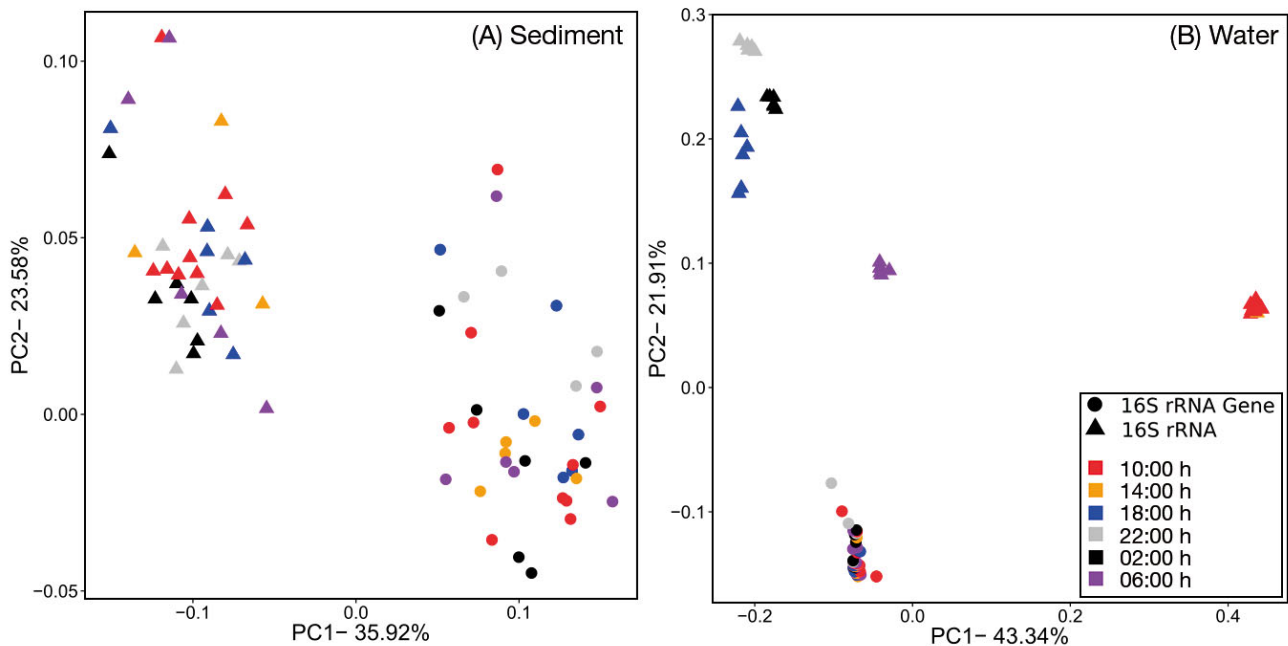 (A) Sediment
0.10
0.05
0.00
−0.05
−0.1
0.0
0.1
PC2− 23.58%
PC1− 35.92%
(B) Water
0.3
0.2
0.1
0.0
−0.1
−0.2
0.0
0.2
0.4
PC2− 21.91%
PC1− 43.34%
16S rRNA Gene
16S rRNA
10:00 h
14:00 h
18:00 h
22:00 h
02:00 h
06:00 h